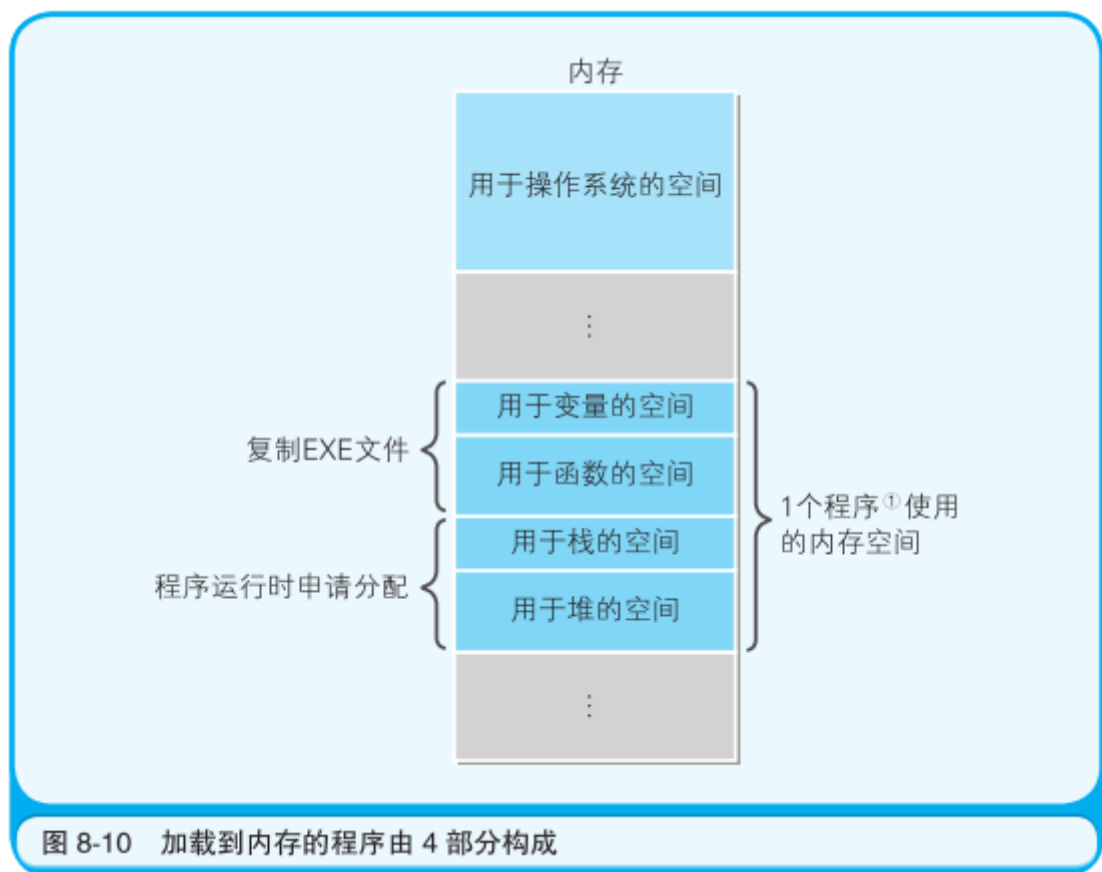 内存
用于操作系统的空间
⋮
用于变量的空间
复制EXE文件
用于函数的空间
1个程序①使用
的内存空间
用于栈的空间
程序运行时申请分配
用于堆的空间
⋮
图 8-10 加载到内存的程序由 4 部分构成